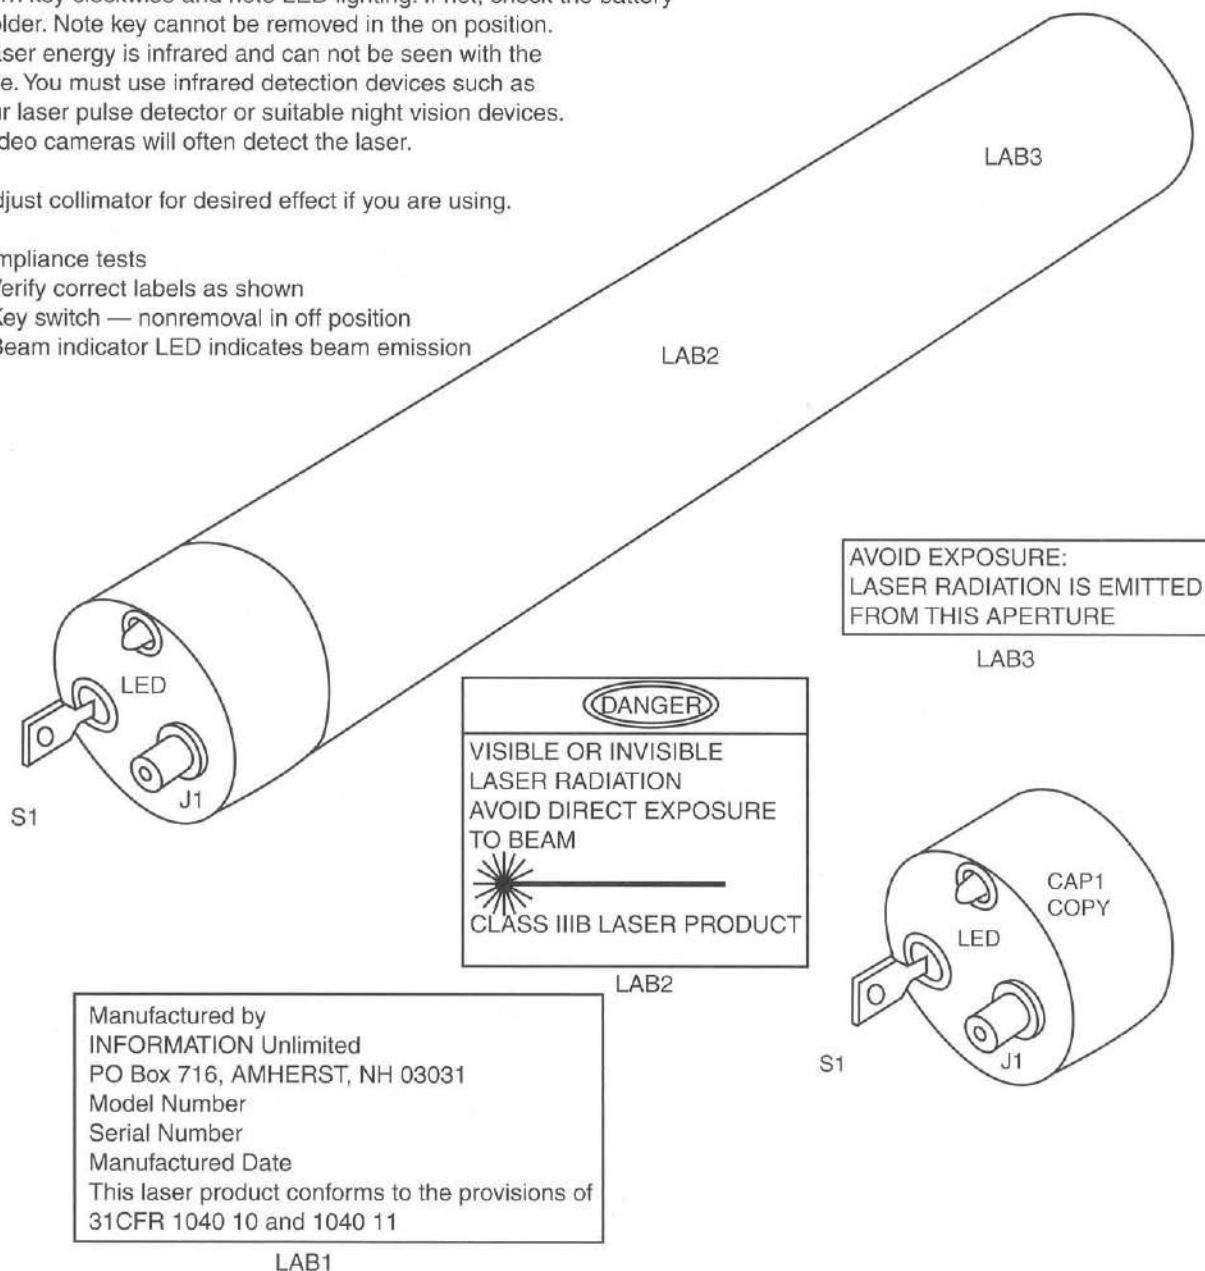 key clockwise and note LED lighting. If not, check the battery
older. Note key cannot be removed in the on position.
aser energy is infrared and can not be seen with the
e. You must use infrared detection devices such as
ur laser pulse detector or suitable night vision devices.
deo cameras will often detect the laser.
djust collimator for desired effect if you are using.
mpliance tests
Verify correct labels as shown
Key switch — nonremoval in off position
Beam indicator LED indicates beam emission
LAB3
LAB2
AVOID EXPOSURE:
LASER RADIATION IS EMITTED
FROM THIS APERTURE
LAB3
LED
J1
S1
DANGER
VISIBLE OR INVISIBLE
LASER RADIATION
AVOID DIRECT EXPOSURE
TO BEAM
CLASS IIIB LASER PRODUCT
LAB2
CAP1
COPY
LED
J1
S1
Manufactured by
INFORMATION Unlimited
PO Box 716, AMHERST, NH 03031
Model Number
Serial Number
Manufactured Date
This laser product conforms to the provisions of
31CFR 1040 10 and 1040 11
LAB1